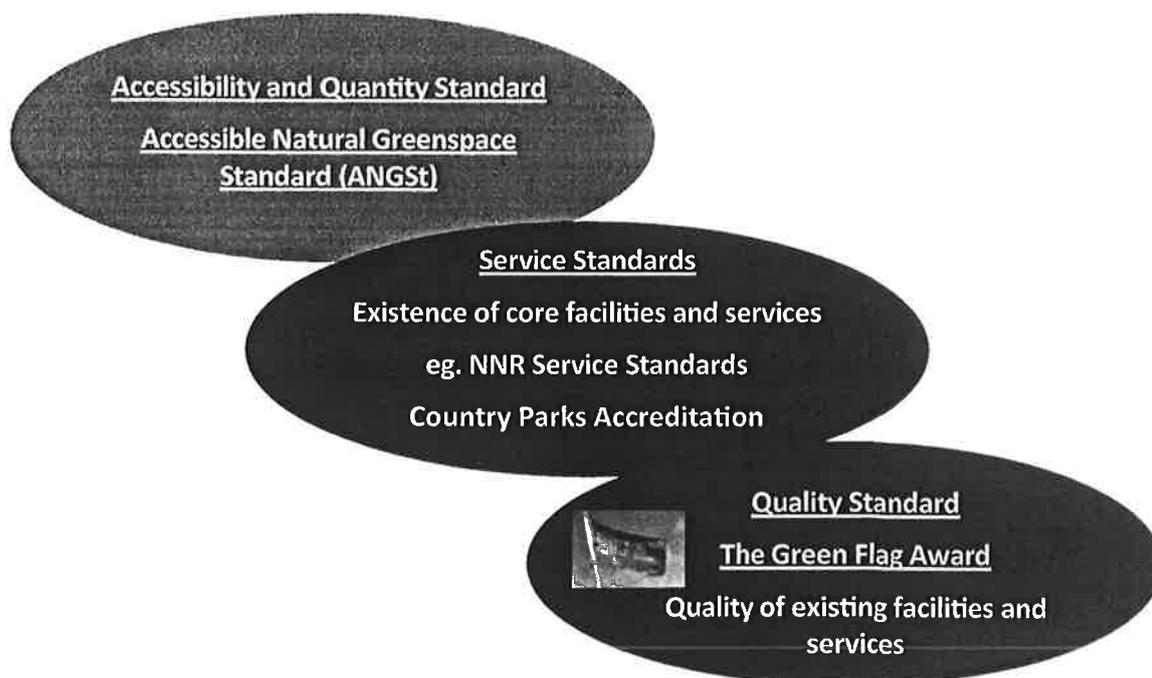 Accessibility and Quantity Standard
Accessible Natural Greenspace
Standard (ANGSt)
Service Standards
Existence of core facilities and services
eg. NNR Service Standards
Country Parks Accreditation
Quality Standard
The Green Flag Award
Quality of existing facilities and
services